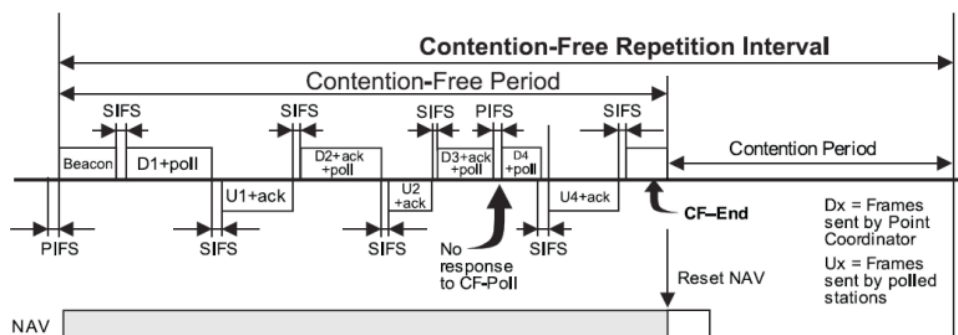 Contention-Free Repetition Interval
Contention-Free Period
SIFS
SIFS
SIFS
PIFS
SIFS
Contention Period
Beacon
D1+poll
D2+ack
+poll
D3+ack
+poll
D4
+poll
U1+ack
U2
+ack
U4+ack
CF–End
PIFS
SIFS
SIFS
No
response
to CF-Poll
SIFS
Dx = Frames
sent by Point
Coordinator
Ux = Frames
sent by polled
stations
Reset NAV
NAV